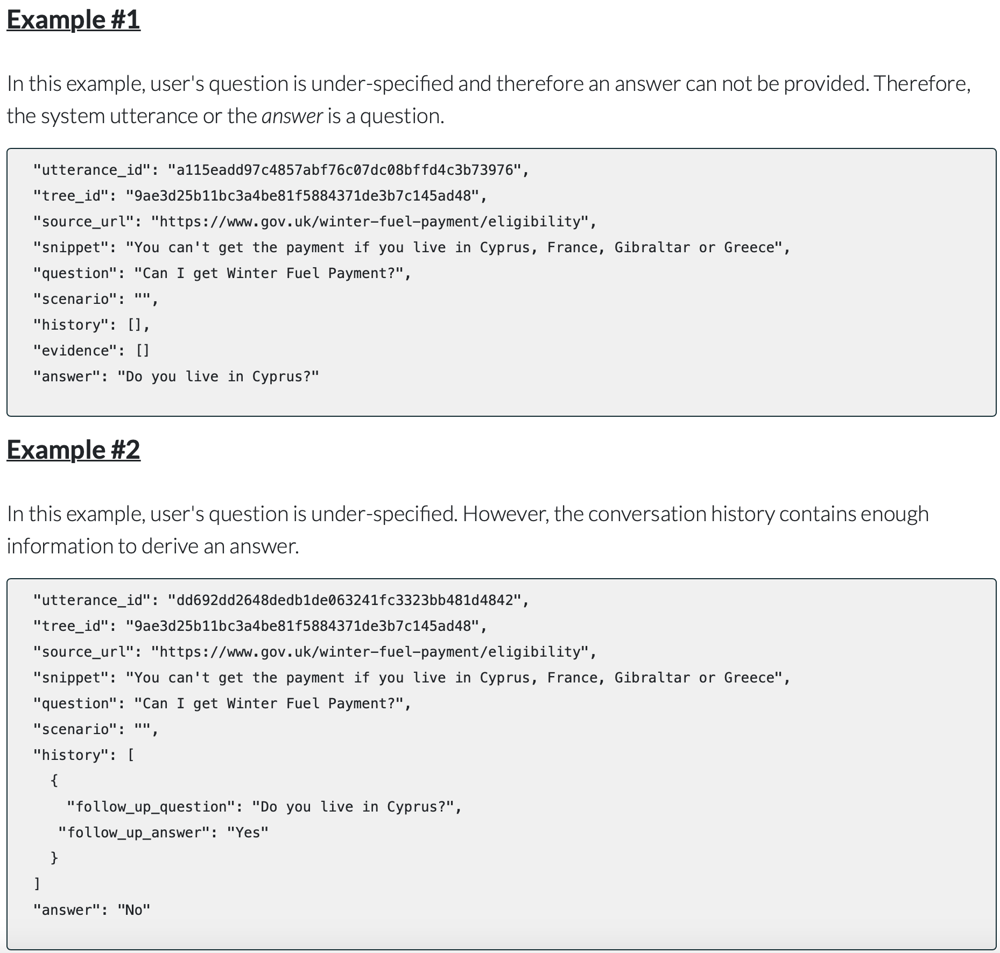 Example #1
In this example, user's question is under-specified and therefore an answer can not be provided. Therefore,
the system utterance or the answer is a question.
"utterance_id": "a115eadd97c4857abf76c07dc08bffd4c3b73976",
"tree_id": "9ae3d25b11bc3a4be81f5884371de3b7c145ad48",
"source_url": "https://www.gov.uk/winter-fuel-payment/eligibility",
"snippet": "You can't get the payment if you live in Cyprus, France, Gibraltar or Greece",
"question": "Can I get Winter Fuel Payment?",
"scenario": "",
"history": [],
"evidence": []
"answer": "Do you live in Cyprus?"
Example #2
In this example, user's question is under-specified. However, the conversation history contains enough
information to derive an answer.
"utterance_id": "dd692dd2648dedb1de063241fc3323bb481d4842",
"tree_id": "9ae3d25b11bc3a4be81f5884371de3b7c145ad48",
"source_url": "https://www.gov.uk/winter-fuel-payment/eligibility",
"snippet": "You can't get the payment if you live in Cyprus, France, Gibraltar or Greece",
"question": "Can I get Winter Fuel Payment?",
"scenario": "",
"history": [
{
"follow_up_question": "Do you live in Cyprus?",
"follow_up_answer": "Yes"
}
]
"answer": "No"